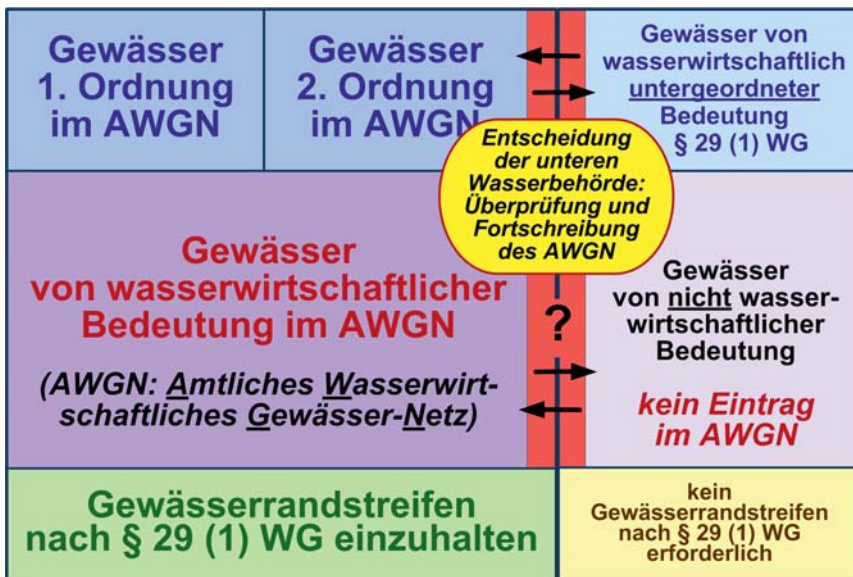 Gewässer
1. Ordnung
im AWGN
Gewässer
2. Ordnung
im AWGN
Gewässer von
wasserwirtschaftlich
untergeordneter
Bedeutung
§ 29 (1) WG
Entscheidung
der unteren
Wasserbehörde:
Überprüfung und
Fortschreibung
des AWGN
Gewässer
von wasserwirtschaftlicher
Bedeutung im AWGN
(AWGN: Amtliches Wasserwirt-
schaftliches Gewässer-Netz)
?
Gewässer
von nicht wasser-
wirtschaftlicher
Bedeutung
kein Eintrag
im AWGN
Gewässerrandstreifen
nach § 29 (1) WG einzuhalten
kein
Gewässerrandstreifen
nach § 29 (1) WG
erforderlich